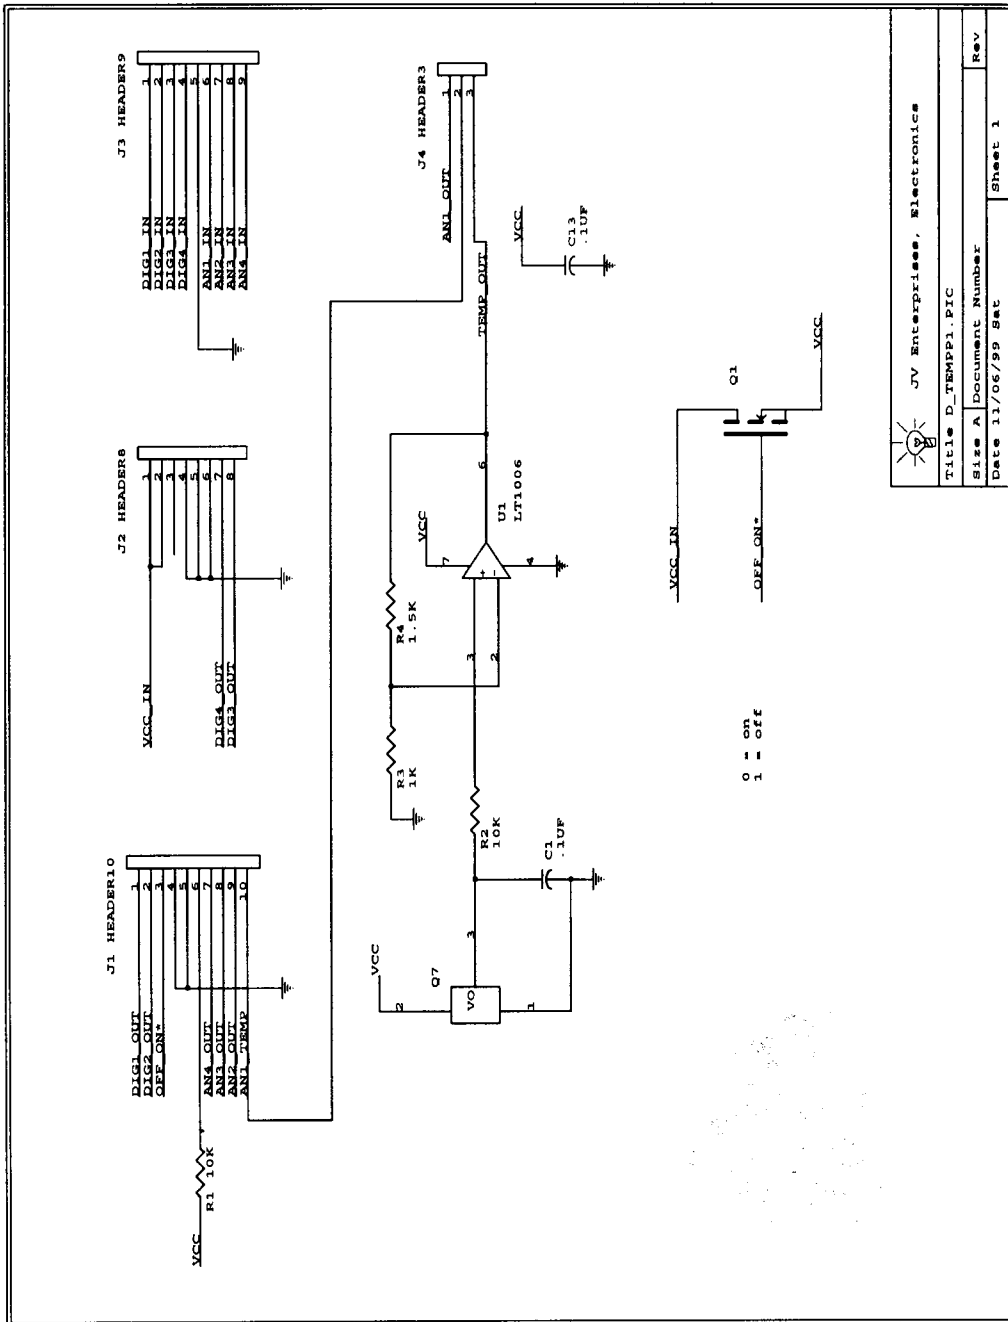 J1 HEADER10
DIG1_OUT 1
DIG2_OUT 2
OFF_ON* 3
4
5
6
AN4_OUT 7
AN3_OUT 8
AN2_OUT 9
AN1_TEMP 10
VCC
R1 10K
J2 HEADER8
VCC_IN 1
2
3
4
5
6
DIG4_OUT 7
DIG3_OUT 8
J3 HEADER9
DIG1_IN 1
DIG2_IN 2
DIG3_IN 3
DIG4_IN 4
5
AN1_IN 6
AN2_IN 7
AN3_IN 8
AN4_IN 9
J4 HEADER3
AN1_OUT 1
2
3
TEMP_OUT
VCC
2
Q7
VO
3
1
C1
.1UF
R2
10K
R3
1K
R4
1.5K
3
2
+
-
VCC
7
4
6
U1
LT1006
VCC
C13
.1UF
VCC_IN
OFF_ON*
Q1
VCC
0 = on
1 = off
JV Enterprises, Electronics
Title D_TEMPP1.PIC
Size A Document Number Rev
Date 11/06/99 Sat Sheet 1